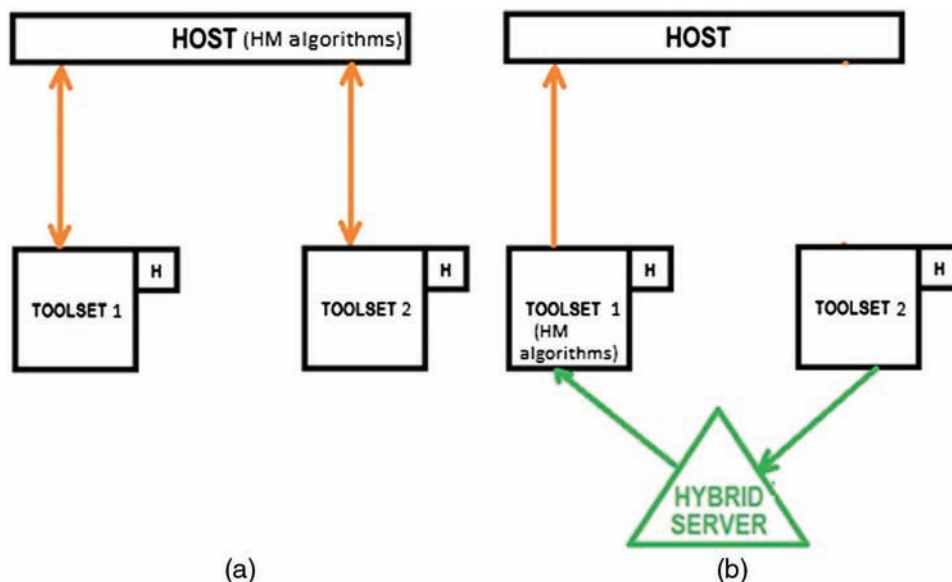 HOST (HM algorithms)
HOST
TOOLSET 1
H
TOOLSET 2
H
TOOLSET 1
(HM
algorithms)
H
TOOLSET 2
H
HYBRID
SERVER
(a)
(b)